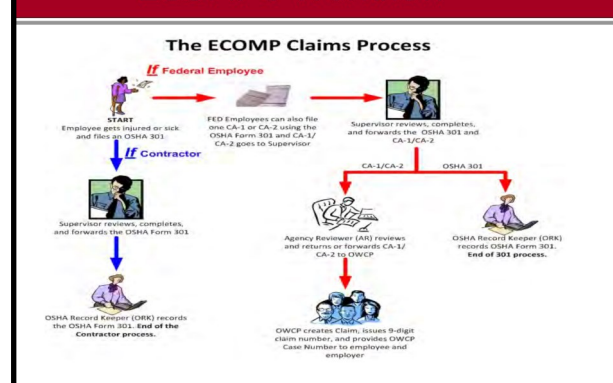 The ECOMP Claims Process
If Federal Employee
START
Employee gets injured or sick
and files an OSHA 301
FED Employees can also file
one CA-1 or CA-2 using the
OSHA Form 301 and CA-1/
CA-2 goes to Supervisor
Supervisor reviews, completes,
and forwards the OSHA 301 and
CA-1/CA-2
If Contractor
CA-1/CA-2
OSHA 301
Supervisor reviews, completes,
and forwards the OSHA Form 301
Agency Reviewer (AR) reviews
and returns or forwards CA-1/
CA-2 to OWCP
OSHA Record Keeper (ORK)
records OSHA Form 301.
End of 301 process.
OSHA Record Keeper (ORK) records
the OSHA Form 301. End of the
Contractor process.
OWCP creates Claim, issues 9-digit
claim number, and provides OWCP
Case Number to employee and
employer